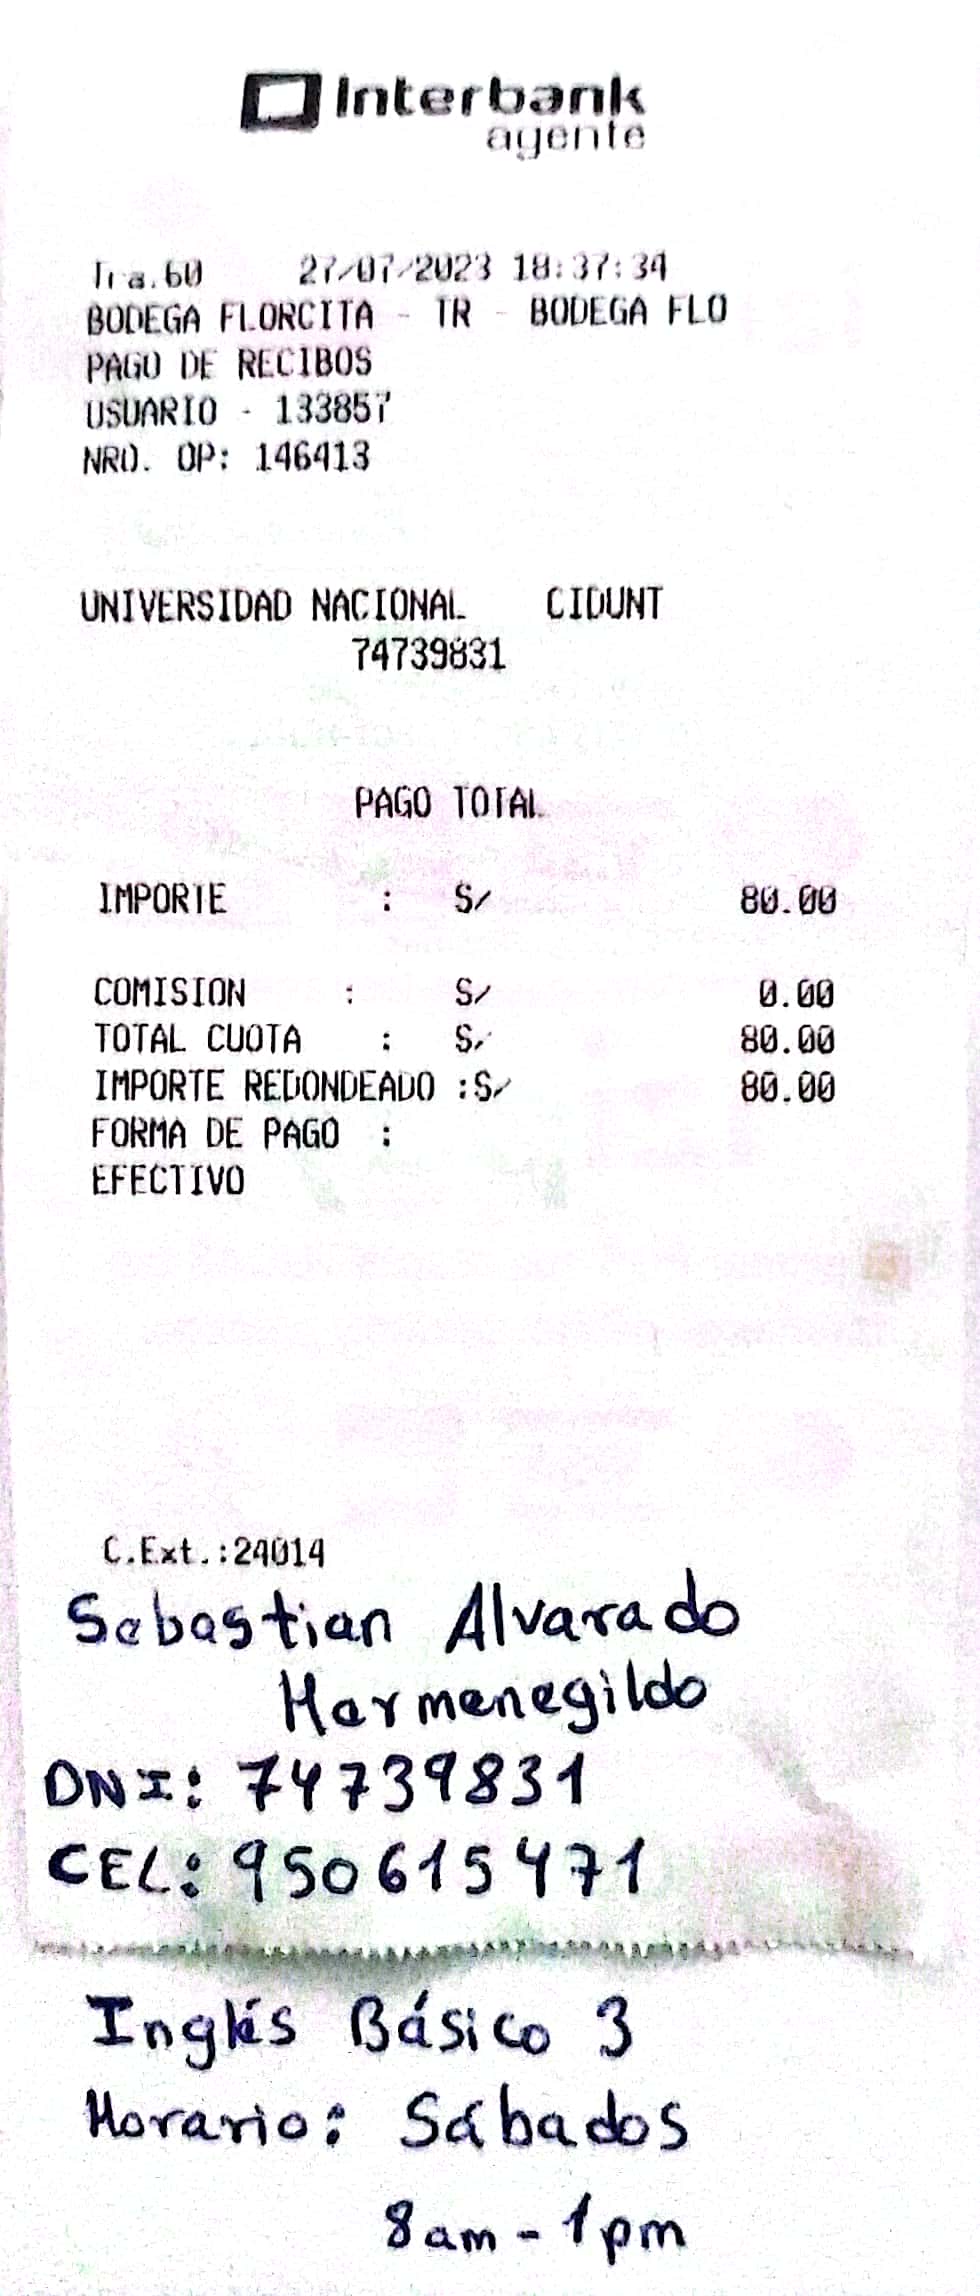 Interbank
agente
Tra.60 27/07/2023 18:37:34
BODEGA FLORCITA - TR - BODEGA FLO
PAGO DE RECIBOS
USUARIO - 133857
NRO. OP: 146413
UNIVERSIDAD NACIONAL CIDUNT
74739831
PAGO TOTAL
IMPORTE : S/ 80.00
COMISION : S/ 0.00
TOTAL CUOTA : S/ 80.00
IMPORTE REDONDEADO :S/ 80.00
FORMA DE PAGO :
EFECTIVO
C.Ext.:24014
Sebastian Alvarado
Hermenegildo
DNI: 74739831
CEL: 950615471
Inglés Básico 3
Horario: Sábados
8am - 1pm